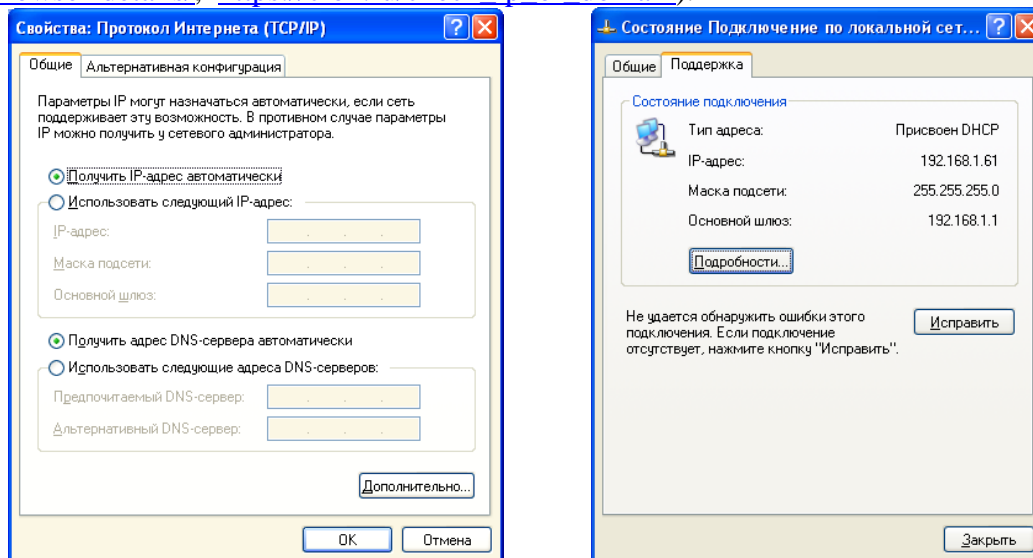 Свойства: Протокол Интернета (TCP/IP)
Общие
Альтернативная конфигурация
Параметры IP могут назначаться автоматически, если сеть
поддерживает эту возможность. В противном случае параметры
IP можно получить у сетевого администратора.
Получить IP-адрес автоматически
Использовать следующий IP-адрес:
IP-адрес:
Маска подсети:
Основной шлюз:
Получить адрес DNS-сервера автоматически
Использовать следующие адреса DNS-серверов:
Предпочитаемый DNS-сервер:
Альтернативный DNS-сервер:
Дополнительно...
OK
Отмена
Состояние Подключение по локальной сет...
Общие
Поддержка
Состояние подключения
Тип адреса: Присвоен DHCP
IP-адрес: 192.168.1.61
Маска подсети: 255.255.255.0
Основной шлюз: 192.168.1.1
Подробности...
Не удается обнаружить ошибки этого
подключения. Если подключение
отсутствует, нажмите кнопку "Исправить".
Исправить
Закрыть